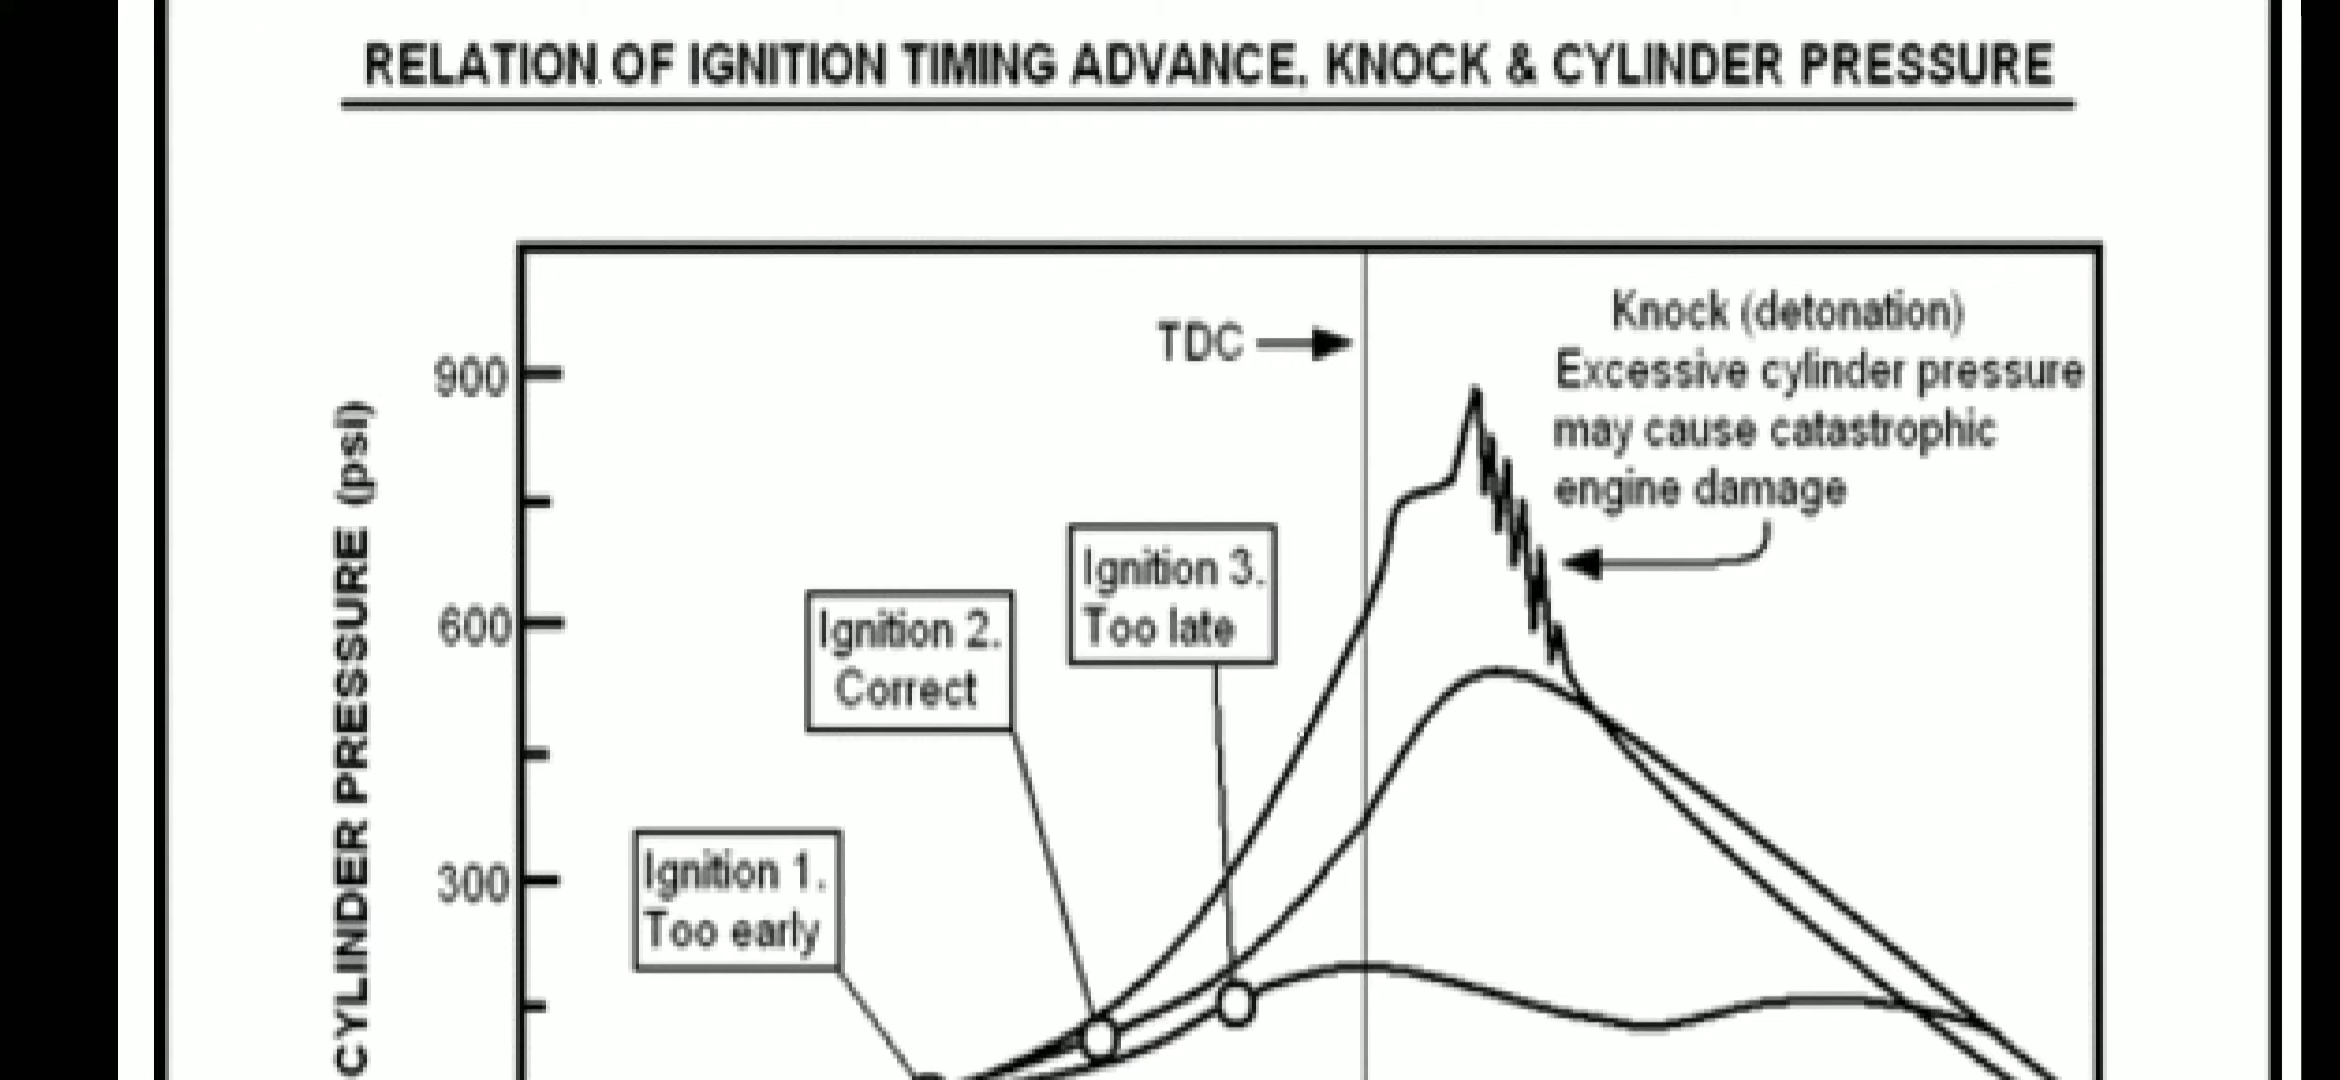 RELATION OF IGNITION TIMING ADVANCE, KNOCK & CYLINDER PRESSURE
TDC
Knock (detonation)
Excessive cylinder pressure
may cause catastrophic
engine damage
900
600
300
CYLINDER PRESSURE (psi)
Ignition 3.
Too late
Ignition 2.
Correct
Ignition 1.
Too early